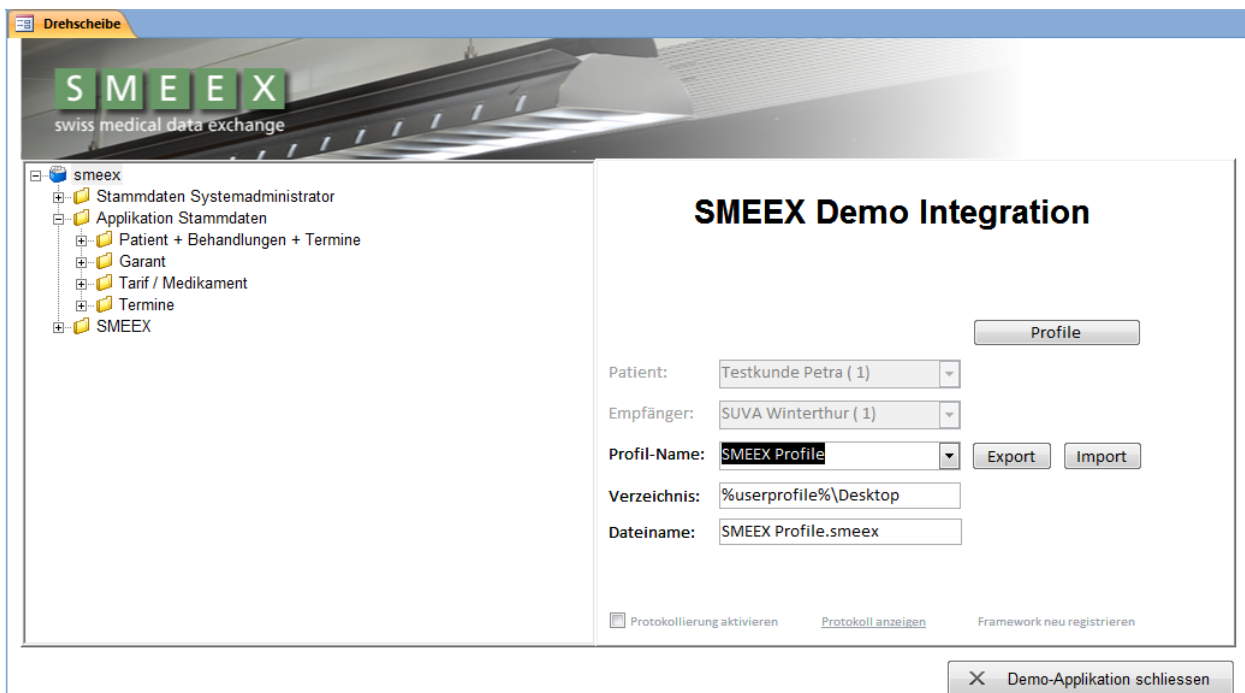 Drehscheibe
SMEEX
swiss medical data exchange
smeex
Stammdaten Systemadministrator
Applikation Stammdaten
Patient + Behandlungen + Termine
Garant
Tarif / Medikament
Termine
SMEEX
SMEEX Demo Integration
Profile
Patient: Testkunde Petra ( 1)
Empfänger: SUVA Winterthur ( 1)
Profil-Name: SMEEX Profile Export Import
Verzeichnis: %userprofile%\Desktop
Dateiname: SMEEX Profile.smeex
Protokollierung aktivieren Protokoll anzeigen Framework neu registrieren
Demo-Applikation schliessen